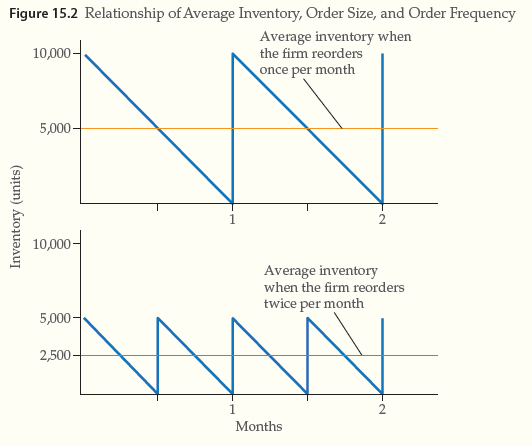 Figure 15.2 Relationship of Average Inventory, Order Size, and Order Frequency
Average inventory when
the firm reorders
once per month
10,000
5,000
1
2
Inventory (units)
10,000
Average inventory
when the firm reorders
twice per month
5,000
2,500
1
2
Months